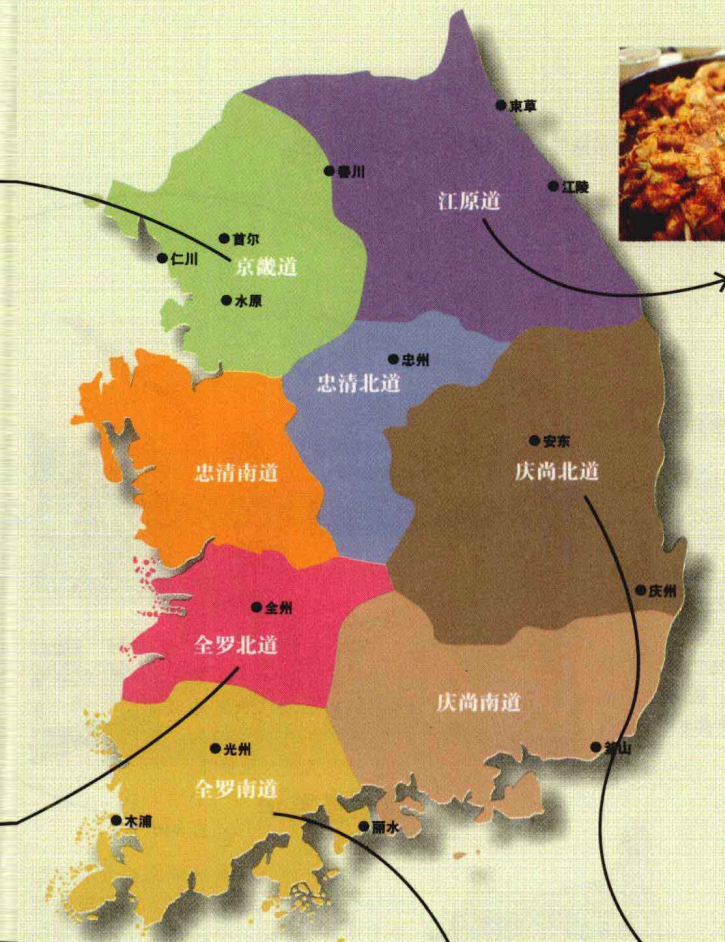 束草
春川
江陵
江原道
首尔
仁川
京畿道
水原
忠州
忠清北道
安东
忠清南道
庆尚北道
庆州
全州
全罗北道
庆尚南道
光州
釜山
全罗南道
木浦
丽水